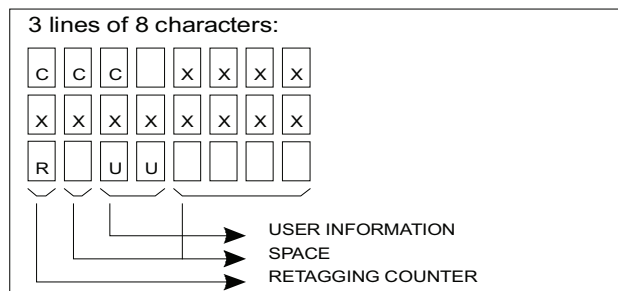 3 lines of 8 characters:
C C C X X X X
X X X X X X X X
R U U
USER INFORMATION
SPACE
RETAGGING COUNTER